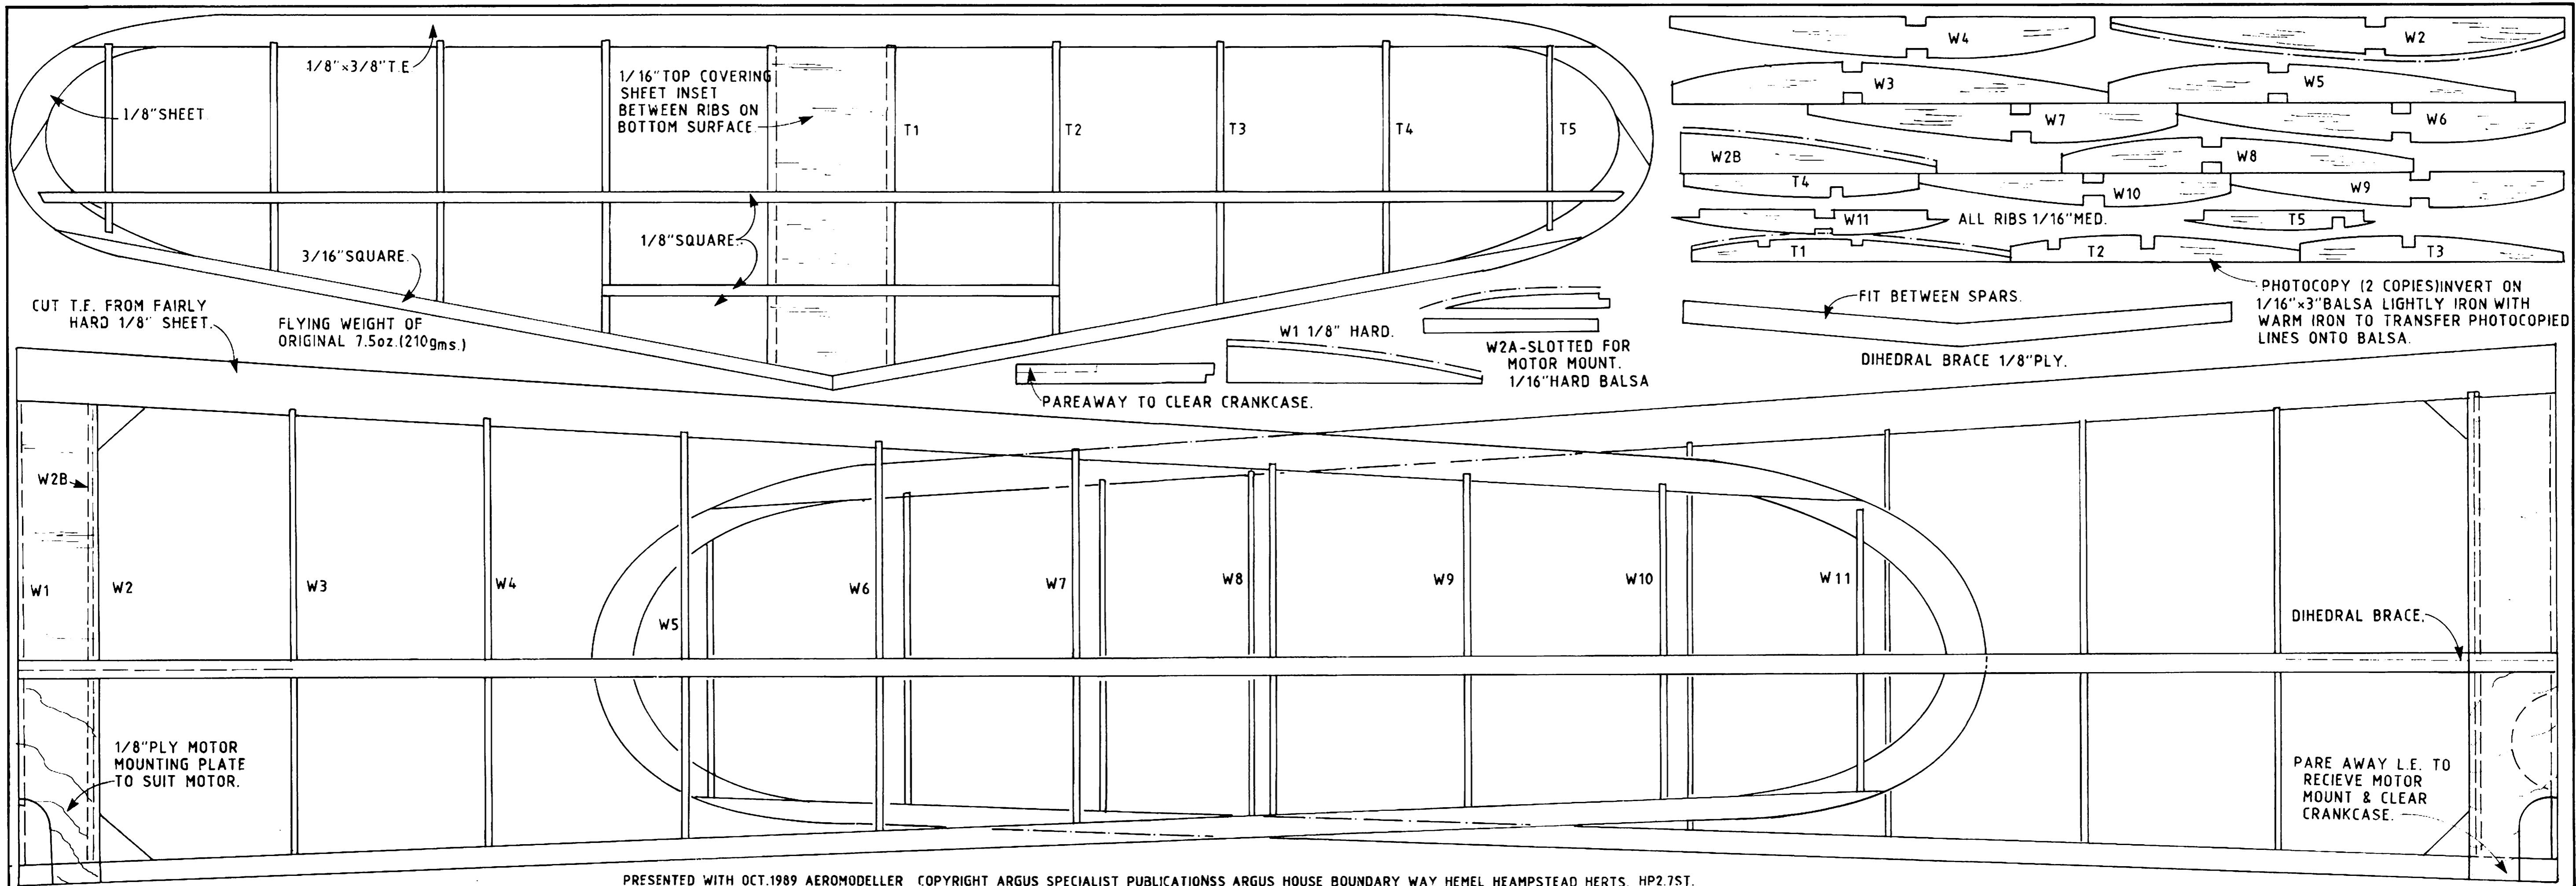 1/8"×3/8"T.E
1/8"SHEET
1/16"TOP COVERING
SHEET INSET
BETWEEN RIBS ON
BOTTOM SURFACE.
T1
T2
T3
T4
T5
1/8"SQUARE.
3/16"SQUARE.
W4
W2
W3
W5
W7
W6
W2B
W8
T4
W10
W9
W11
ALL RIBS 1/16"MED.
T5
T1
T2
T3
CUT T.E. FROM FAIRLY
HARD 1/8" SHEET.
FLYING WEIGHT OF
ORIGINAL 7.5oz.(210gms.)
W1 1/8" HARD.
W2A-SLOTTED FOR
MOTOR MOUNT.
1/16"HARD BALSA
PAREAWAY TO CLEAR CRANKCASE.
FIT BETWEEN SPARS.
DIHEDRAL BRACE 1/8"PLY.
PHOTOCOPY (2 COPIES)INVERT ON
1/16"×3"BALSA LIGHTLY IRON WITH
WARM IRON TO TRANSFER PHOTOCOPIED
LINES ONTO BALSA.
W2B
W1
W2
W3
W4
W5
W6
W7
W8
W9
W10
W11
DIHEDRAL BRACE.
1/8"PLY MOTOR
MOUNTING PLATE
TO SUIT MOTOR.
PARE AWAY L.E. TO
RECIEVE MOTOR
MOUNT & CLEAR
CRANKCASE.
PRESENTED WITH OCT.1989 AEROMODELLER COPYRIGHT ARGUS SPECIALIST PUBLICATIONSS ARGUS HOUSE BOUNDARY WAY HEMEL HEAMPSTEAD HERTS. HP2.7ST.